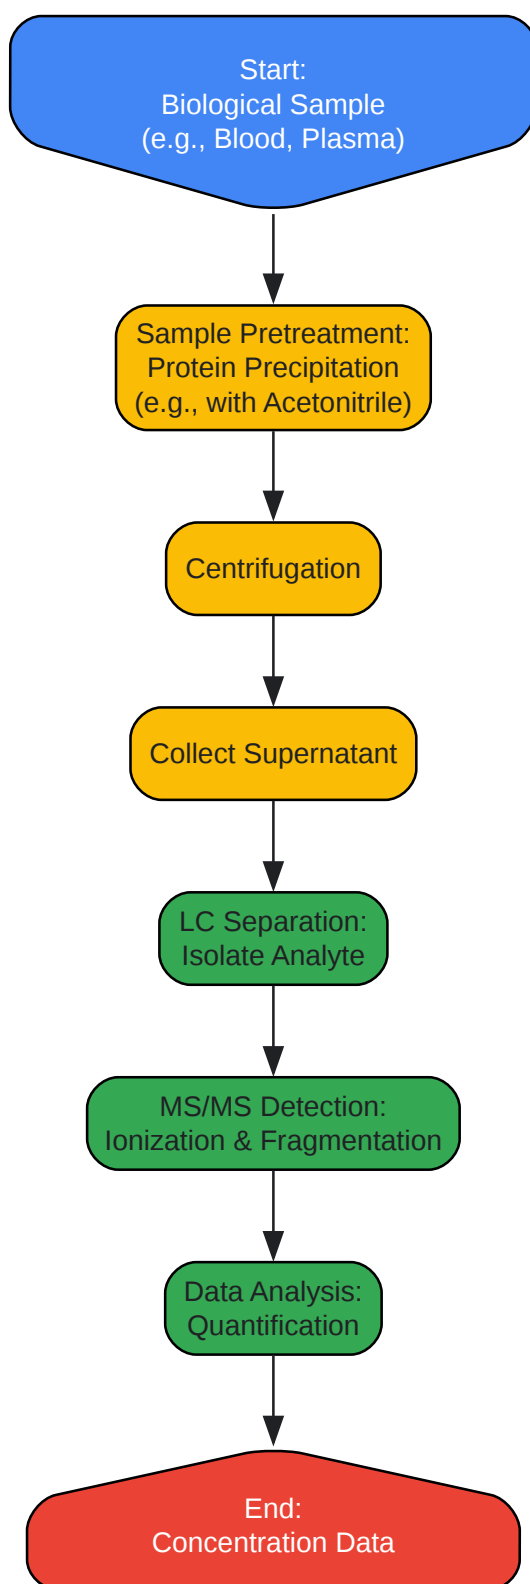 Start:
Biological Sample
(e.g., Blood, Plasma)
Sample Pretreatment:
Protein Precipitation
(e.g., with Acetonitrile)
Centrifugation
Collect Supernatant
LC Separation:
Isolate Analyte
MS/MS Detection:
Ionization & Fragmentation
Data Analysis:
Quantification
End:
Concentration Data